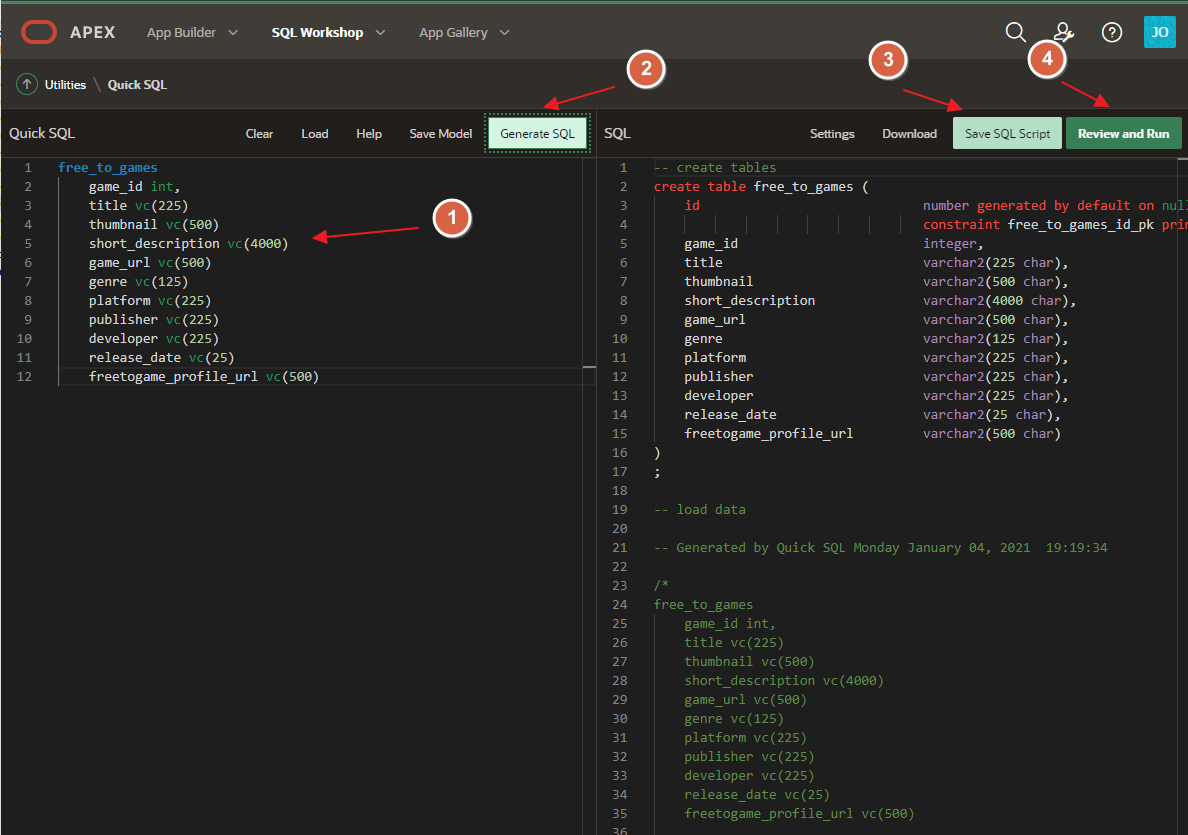 APEX App Builder SQL Workshop App Gallery JO
2 3 4
Utilities \ Quick SQL
Quick SQL Clear Load Help Save Model Generate SQL
1 free_to_games
2 game_id int,
3 title vc(225)
4 thumbnail vc(500)
5 short_description vc(4000)
6 game_url vc(500)
7 genre vc(125)
8 platform vc(225)
9 publisher vc(225)
10 developer vc(225)
11 release_date vc(25)
12 freetogame_profile_url vc(500)
1
SQL Settings Download Save SQL Script Review and Run
1 -- create tables
2 create table free_to_games (
3 id number generated by default on null
4 constraint free_to_games_id_pk prim
5 game_id integer,
6 title varchar2(225 char),
7 thumbnail varchar2(500 char),
8 short_description varchar2(4000 char),
9 game_url varchar2(500 char),
10 genre varchar2(125 char),
11 platform varchar2(225 char),
12 publisher varchar2(225 char),
13 developer varchar2(225 char),
14 release_date varchar2(25 char),
15 freetogame_profile_url varchar2(500 char)
16 )
17 ;
18
19 -- load data
20
21 -- Generated by Quick SQL Monday January 04, 2021  19:19:34
22
23 /*
24 free_to_games
25 game_id int,
26 title vc(225)
27 thumbnail vc(500)
28 short_description vc(4000)
29 game_url vc(500)
30 genre vc(125)
31 platform vc(225)
32 publisher vc(225)
33 developer vc(225)
34 release_date vc(25)
35 freetogame_profile_url vc(500)
36